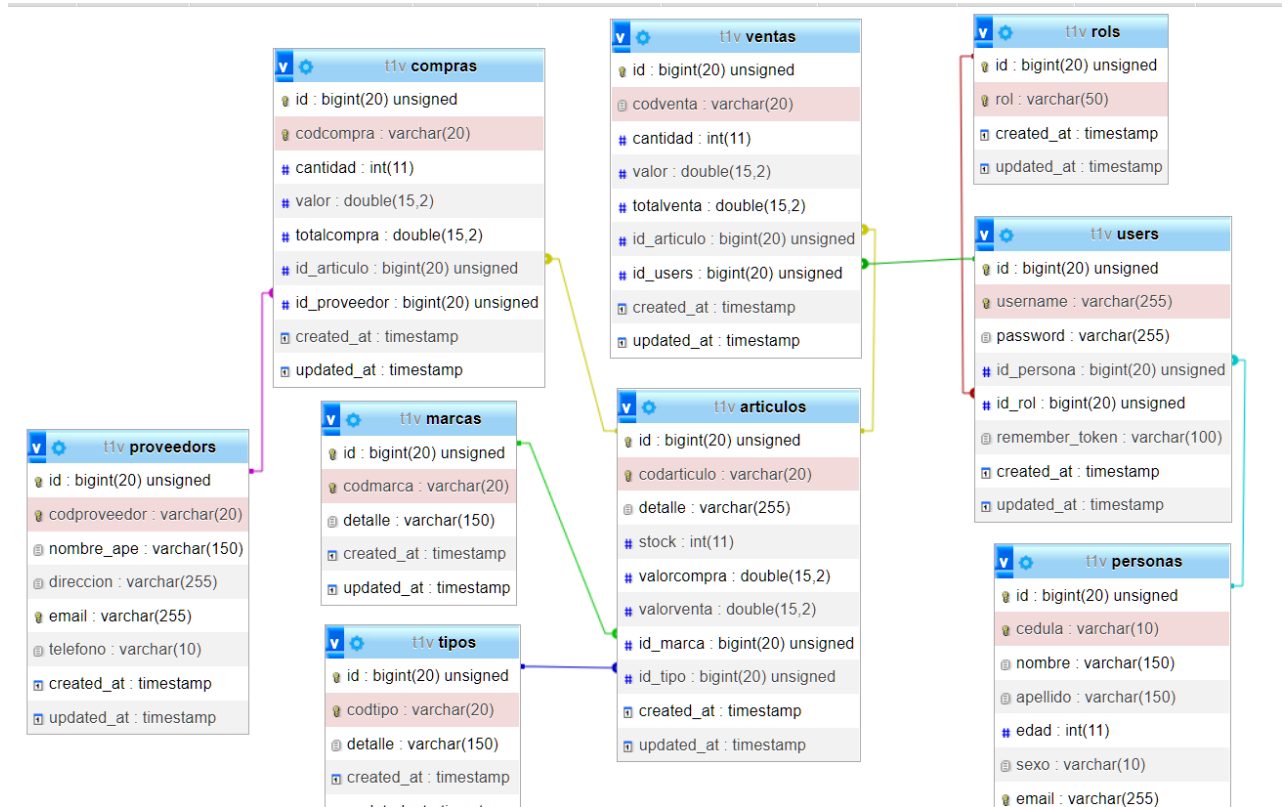 t1v compras
id : bigint(20) unsigned
codcompra : varchar(20)
cantidad : int(11)
valor : double(15,2)
totalcompra : double(15,2)
id_articulo : bigint(20) unsigned
id_proveedor : bigint(20) unsigned
created_at : timestamp
updated_at : timestamp
t1v ventas
id : bigint(20) unsigned
codventa : varchar(20)
cantidad : int(11)
valor : double(15,2)
totalventa : double(15,2)
id_articulo : bigint(20) unsigned
id_users : bigint(20) unsigned
created_at : timestamp
updated_at : timestamp
t1v rols
id : bigint(20) unsigned
rol : varchar(50)
created_at : timestamp
updated_at : timestamp
t1v users
id : bigint(20) unsigned
username : varchar(255)
password : varchar(255)
id_persona : bigint(20) unsigned
id_rol : bigint(20) unsigned
remember_token : varchar(100)
created_at : timestamp
updated_at : timestamp
t1v proveedors
id : bigint(20) unsigned
codproveedor : varchar(20)
nombre_ape : varchar(150)
direccion : varchar(255)
email : varchar(255)
telefono : varchar(10)
created_at : timestamp
updated_at : timestamp
t1v marcas
id : bigint(20) unsigned
codmarca : varchar(20)
detalle : varchar(150)
created_at : timestamp
updated_at : timestamp
t1v articulos
id : bigint(20) unsigned
codarticulo : varchar(20)
detalle : varchar(255)
stock : int(11)
valorcompra : double(15,2)
valorventa : double(15,2)
id_marca : bigint(20) unsigned
id_tipo : bigint(20) unsigned
created_at : timestamp
updated_at : timestamp
t1v tipos
id : bigint(20) unsigned
codtipo : varchar(20)
detalle : varchar(150)
created_at : timestamp
t1v personas
id : bigint(20) unsigned
cedula : varchar(10)
nombre : varchar(150)
apellido : varchar(150)
edad : int(11)
sexo : varchar(10)
email : varchar(255)